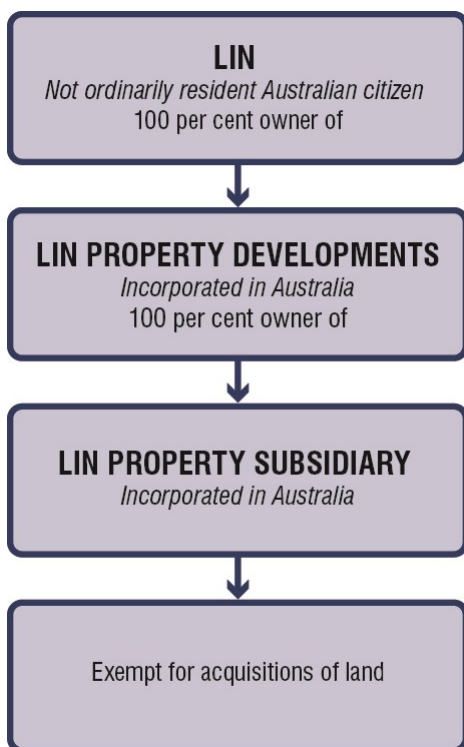 LIN
Not ordinarily resident Australian citizen
100 per cent owner of
LIN PROPERTY DEVELOPMENTS
Incorporated in Australia
100 per cent owner of
LIN PROPERTY SUBSIDIARY
Incorporated in Australia
Exempt for acquisitions of land